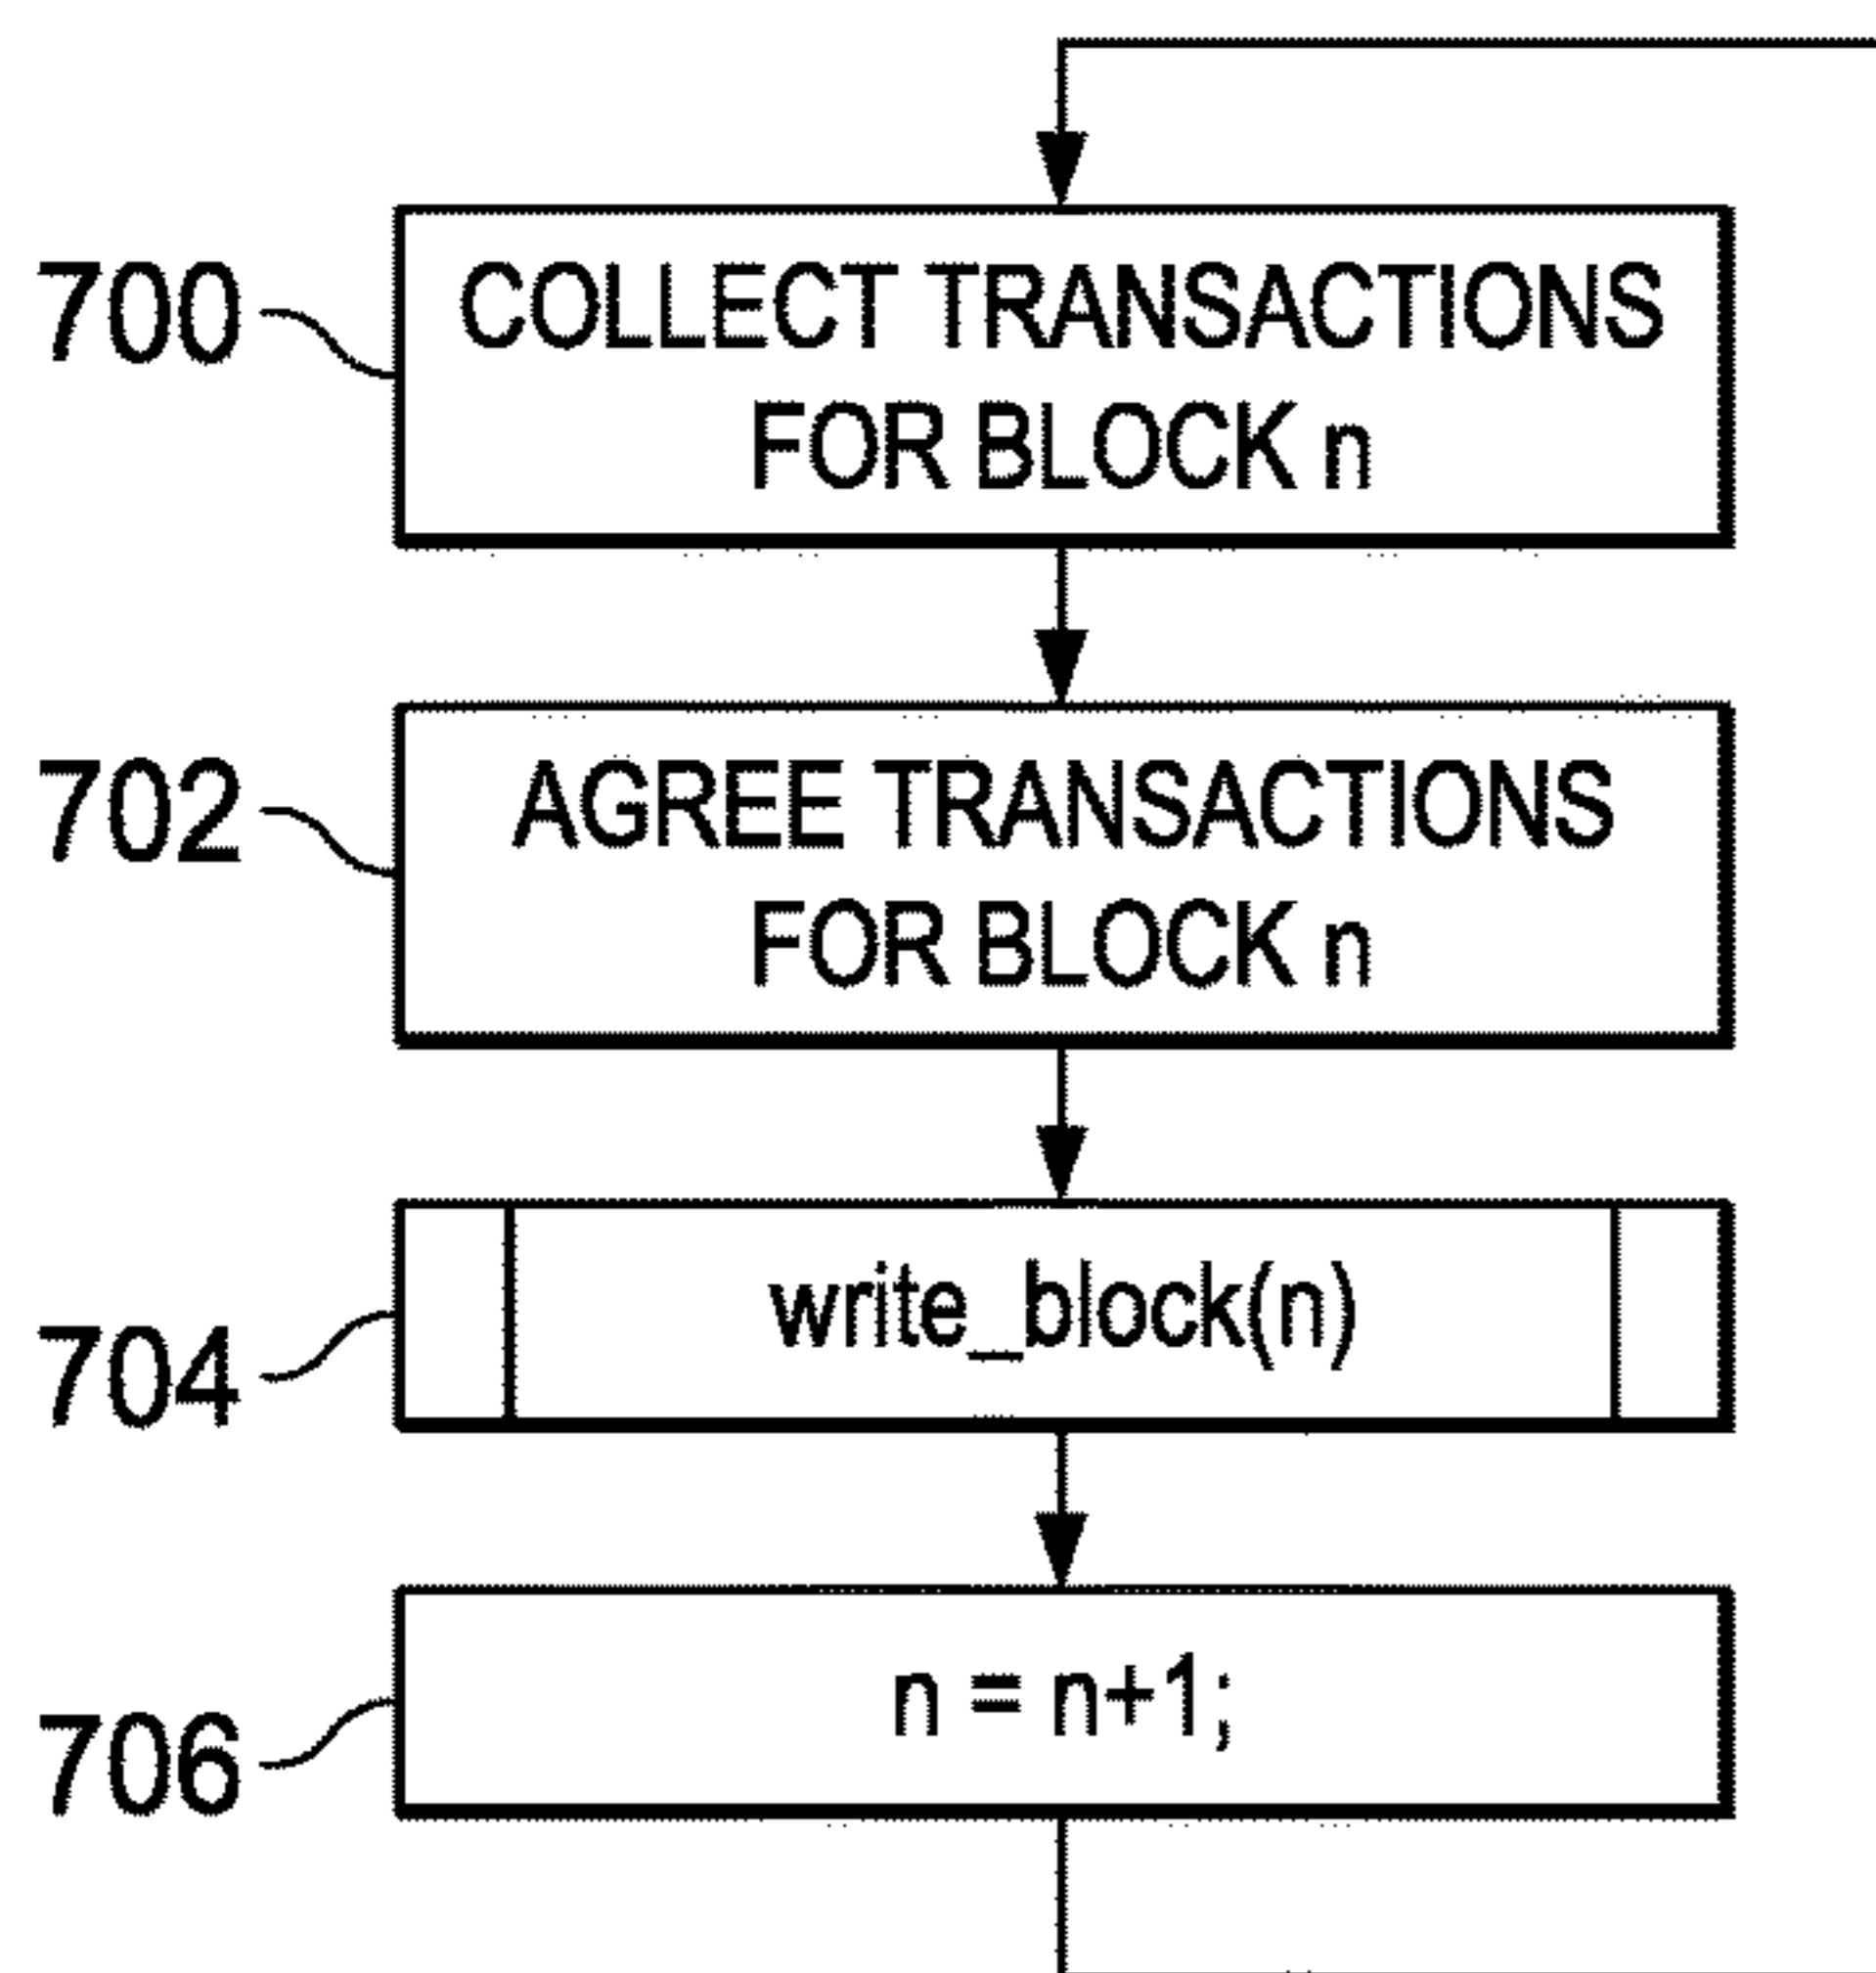 700
COLLECT TRANSACTIONS
FOR BLOCK n
702
AGREE TRANSACTIONS
FOR BLOCK n
704
write_block(n)
706
n = n+1;